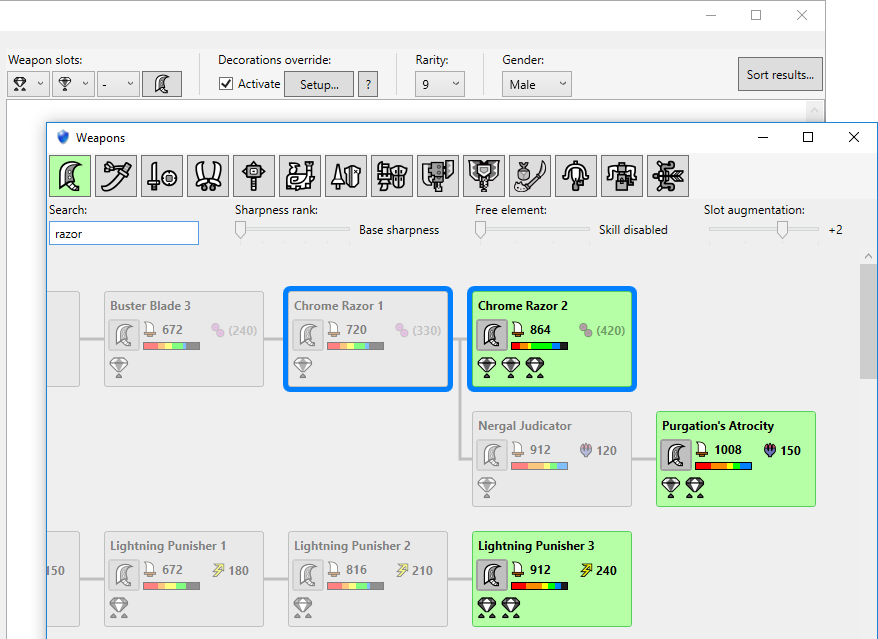 Weapon slots:
Decorations override:
Rarity:
Gender:
-
Activate
Setup...
?
9
Male
Sort results...
Weapons
Search:
Sharpness rank:
Free element:
Slot augmentation:
razor
Base sharpness
Skill disabled
+2
Buster Blade 3
672
(240)
Chrome Razor 1
720
(330)
Chrome Razor 2
864
(420)
Nergal Judicator
912
120
Purgation's Atrocity
1008
150
150
Lightning Punisher 1
672
180
Lightning Punisher 2
816
210
Lightning Punisher 3
912
240